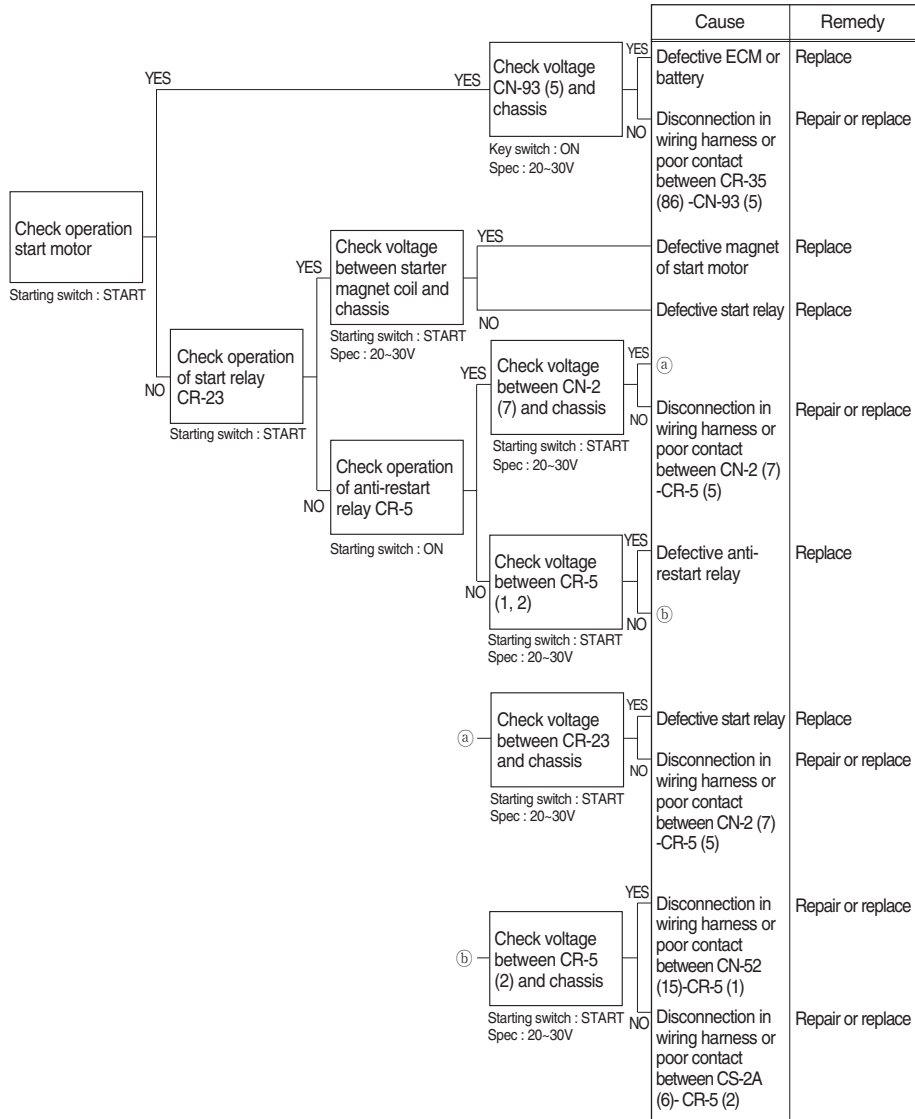 Cause
Remedy
YES
YES
Check voltage
CN-93 (5) and
chassis
Key switch : ON
Spec : 20~30V
YES
Defective ECM or
battery
Replace
NO
Disconnection in
wiring harness or
poor contact
between CR-35
(86) -CN-93 (5)
Repair or replace
Check operation
start motor
Starting switch : START
NO
Check operation
of start relay
CR-23
Starting switch : START
YES
Check voltage
between starter
magnet coil and
chassis
Starting switch : START
Spec : 20~30V
YES
Defective magnet
of start motor
Replace
NO
Defective start relay
Replace
NO
Check operation
of anti-restart
relay CR-5
Starting switch : ON
YES
Check voltage
between CN-2
(7) and chassis
Starting switch : START
Spec : 20~30V
YES
ⓐ
NO
Disconnection in
wiring harness or
poor contact
between CN-2 (7)
-CR-5 (5)
Repair or replace
NO
Check voltage
between CR-5
(1, 2)
Starting switch : START
Spec : 20~30V
YES
Defective anti-
restart relay
Replace
NO
ⓑ
ⓐ
Check voltage
between CR-23
and chassis
Starting switch : START
Spec : 20~30V
YES
Defective start relay
Replace
NO
Disconnection in
wiring harness or
poor contact
between CN-2 (7)
-CR-5 (5)
Repair or replace
ⓑ
Check voltage
between CR-5
(2) and chassis
Starting switch : START
Spec : 20~30V
YES
Disconnection in
wiring harness or
poor contact
between CN-52
(15)-CR-5 (1)
Repair or replace
NO
Disconnection in
wiring harness or
poor contact
between CS-2A
(6)- CR-5 (2)
Repair or replace